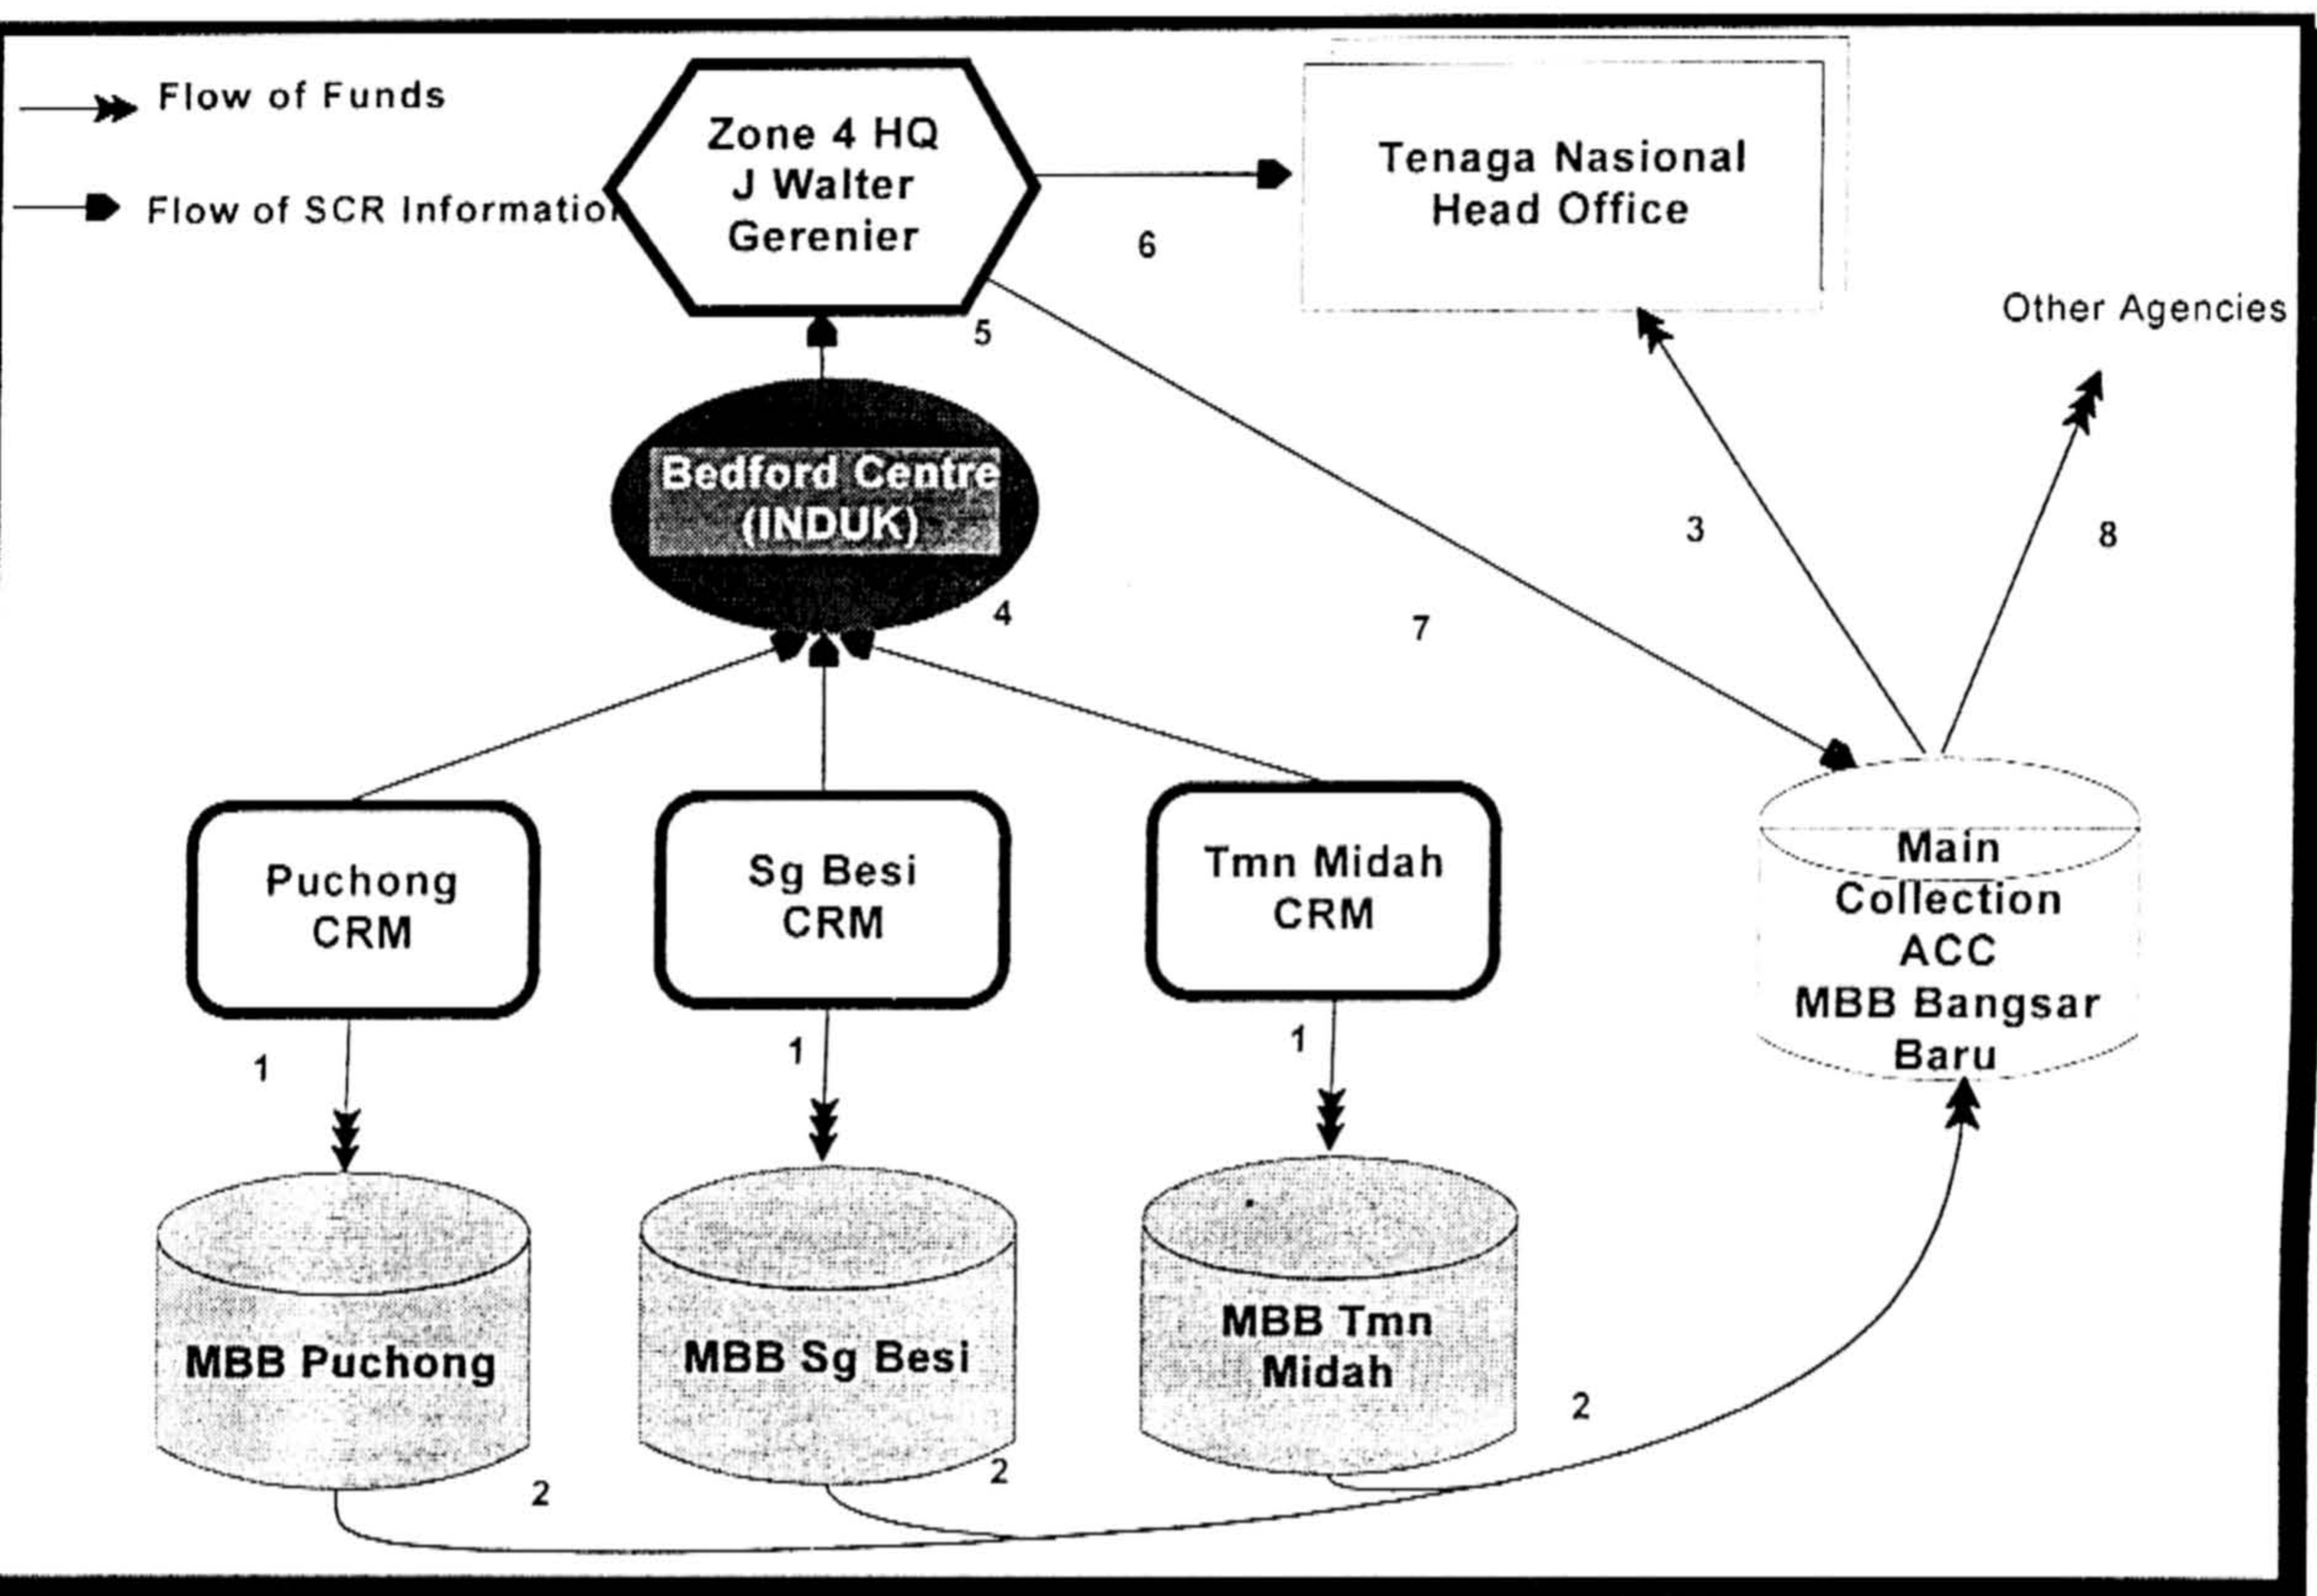 Flow of Funds
Flow of SCR Information
Zone 4 HQ
J Walter
Gerenier
Tenaga Nasional
Head Office
6
5
Other Agencies
Bedford Centre
(INDUK)
4
3
8
7
Puchong
CRM
Sg Besi
CRM
Tmn Midah
CRM
Main
Collection
ACC
MBB Bangsar
Baru
1
1
1
MBB Puchong
MBB Sg Besi
MBB Tmn
Midah
2
2
2